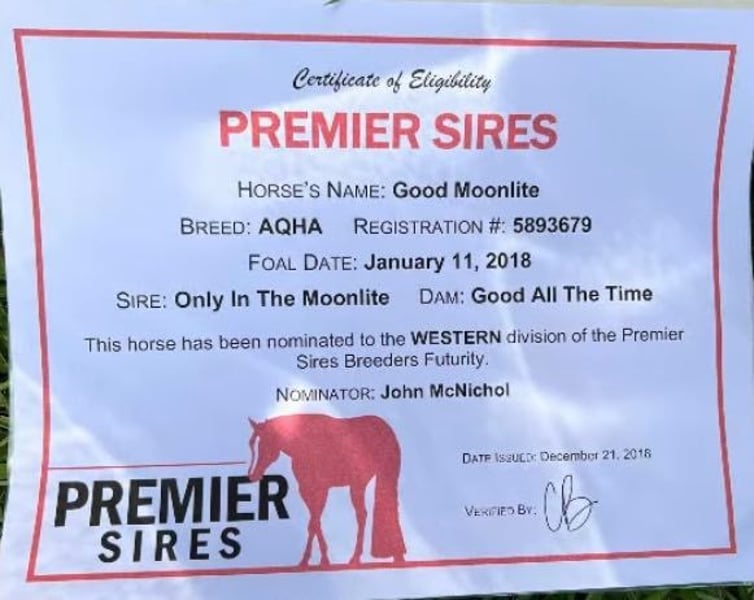 Certificate of Eligibility
PREMIER SIRES
HORSE'S NAME: Good Moonlite
BREED: AQHA REGISTRATION #: 5893679
FOAL DATE: January 11, 2018
SIRE: Only In The Moonlite DAM: Good All The Time
This horse has been nominated to the WESTERN division of the Premier
Sires Breeders Futurity.
NOMINATOR: John McNichol
DATE ISSUED: December 21, 2018
VERIFIED BY: CB
PREMIER
SIRES